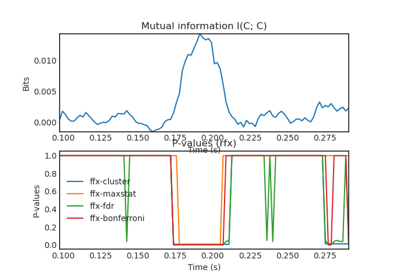 Mutual information I(C; C)
Bits
0.010
0.005
0.000
0.100 0.125 0.150 0.175 0.200 0.225 0.250 0.275
Time (s)
P-values (ffx)
P-values
1.0
0.8
0.6
0.4
0.2
0.0
ffx-cluster
ffx-maxstat
ffx-fdr
ffx-bonferroni
0.100 0.125 0.150 0.175 0.200 0.225 0.250 0.275
Time (s)